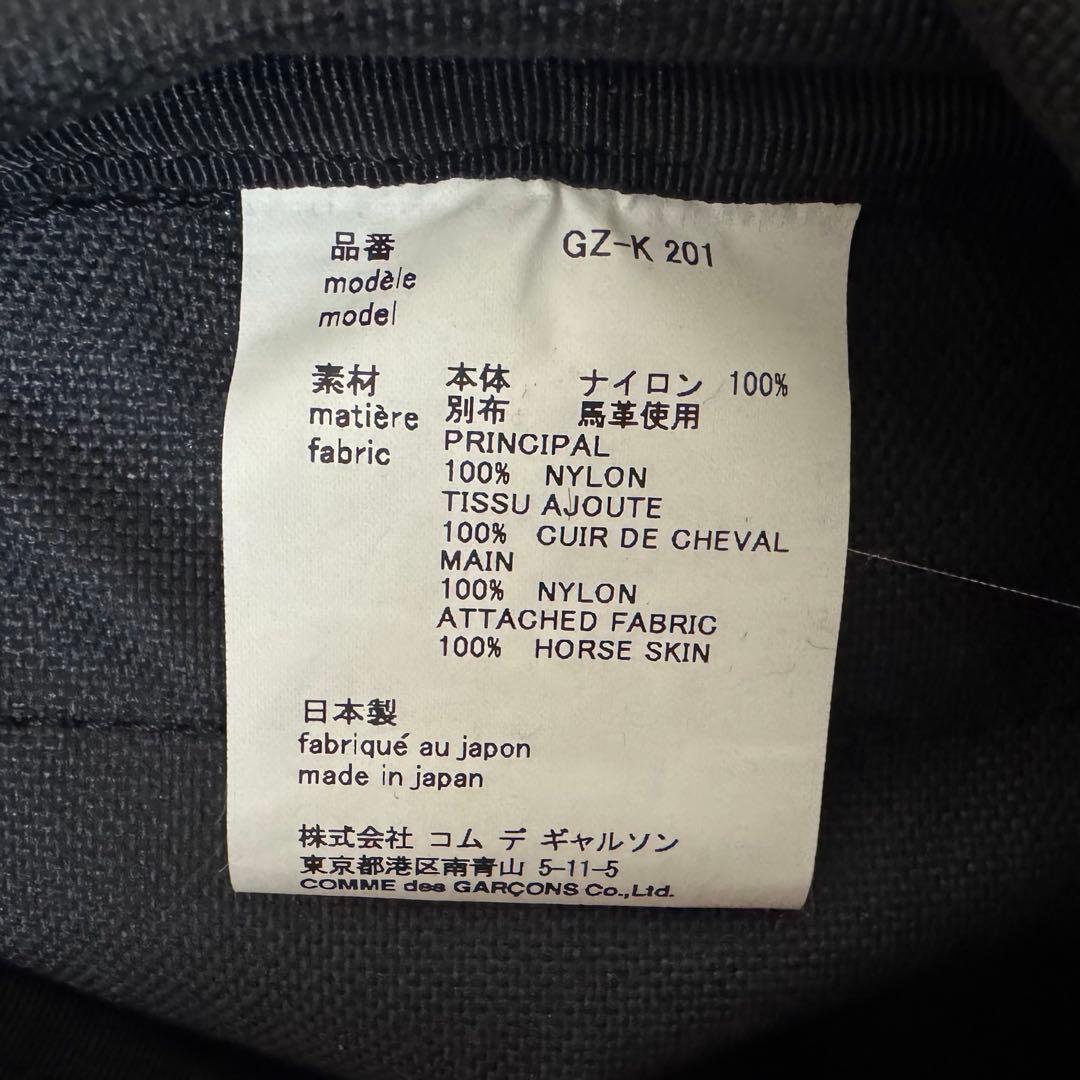 品番 GZ-K 201
modèle
model
素材 本体 ナイロン 100%
matière 別布 馬革使用
fabric PRINCIPAL
100% NYLON
TISSU AJOUTE
100% CUIR DE CHEVAL
MAIN
100% NYLON
ATTACHED FABRIC
100% HORSE SKIN
日本製
fabriqué au japon
made in japan
株式会社 コム デ ギャルソン
東京都港区南青山 5-11-5
COMME des GARÇONS Co.,Ltd.